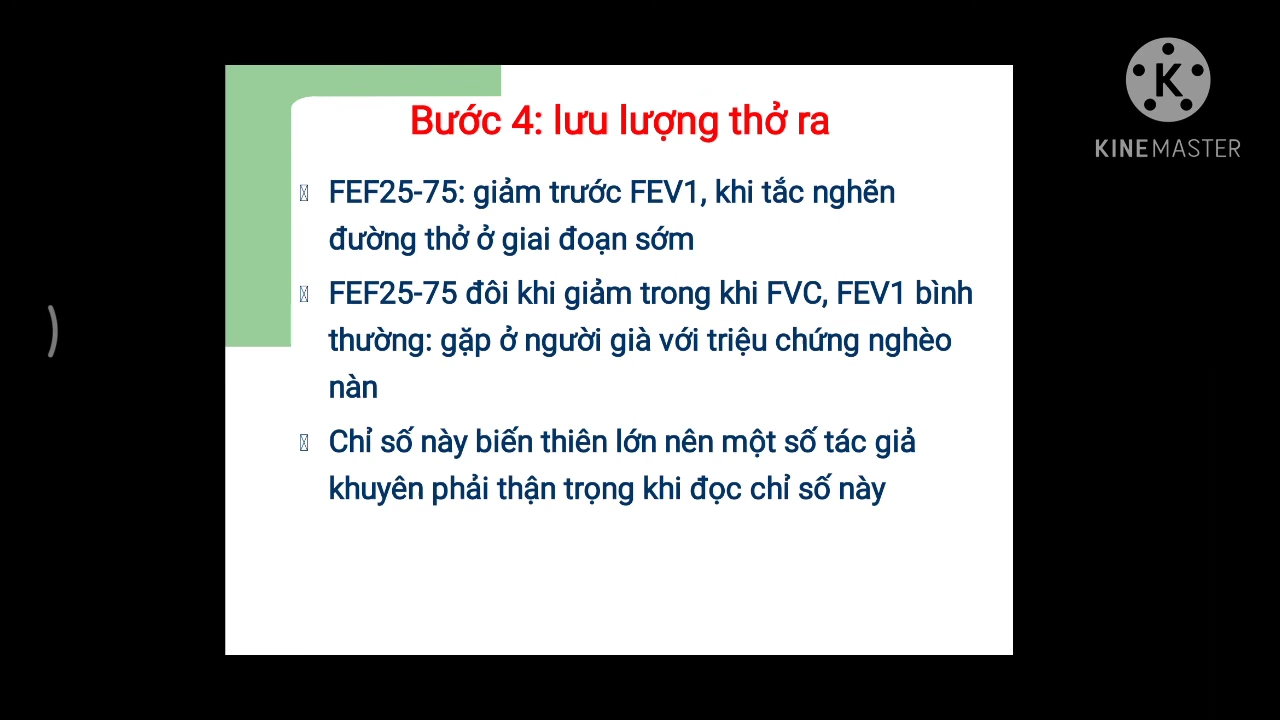 Bước 4: lưu lượng thở ra
FEF25-75: giảm trước FEV1, khi tắc nghẽn
đường thở ở giai đoạn sớm
FEF25-75 đôi khi giảm trong khi FVC, FEV1 bình
thường: gặp ở người già với triệu chứng nghèo
nàn
Chỉ số này biến thiên lớn nên một số tác giả
khuyên phải thận trọng khi đọc chỉ số này
K
KINEMASTER